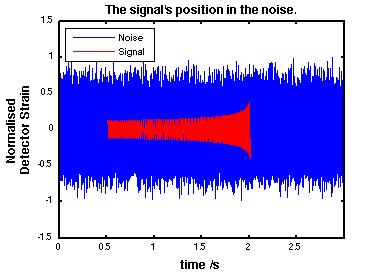 The signal's position in the noise.
Noise
Signal
Normalised
Detector Strain
1.5
1
0.5
0
-0.5
-1
-1.5
0
0.5
1
1.5
2
2.5
time /s